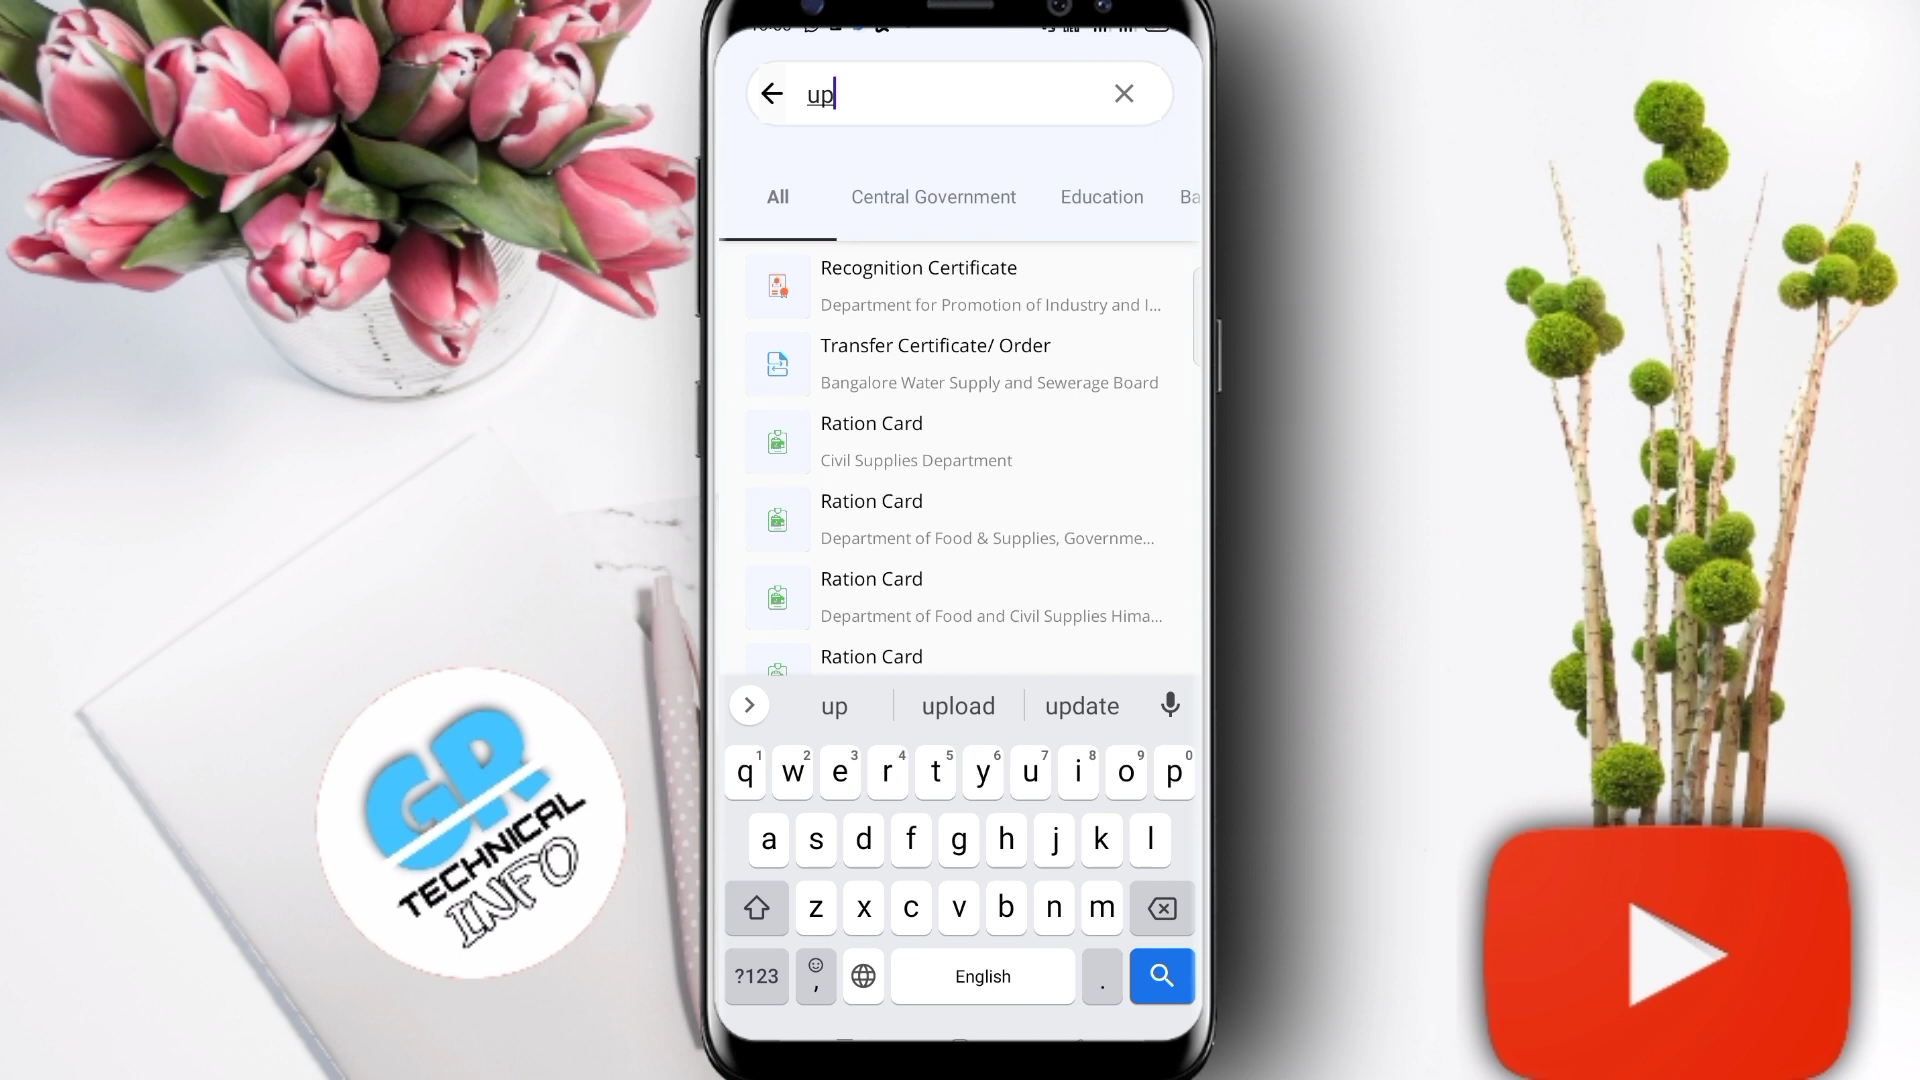 up
All Central Government Education Ba
Recognition Certificate
Department for Promotion of Industry and I...
Transfer Certificate/ Order
Bangalore Water Supply and Sewerage Board
Ration Card
Civil Supplies Department
Ration Card
Department of Food & Supplies, Governme...
Ration Card
Department of Food and Civil Supplies Hima...
Ration Card
up upload update
q1 w2 e3 r4 t5 y6 u7 i8 o9 p0
a s d f g h j k l
z x c v b n m
?123 , English .
GR
TECHNICAL
INFO